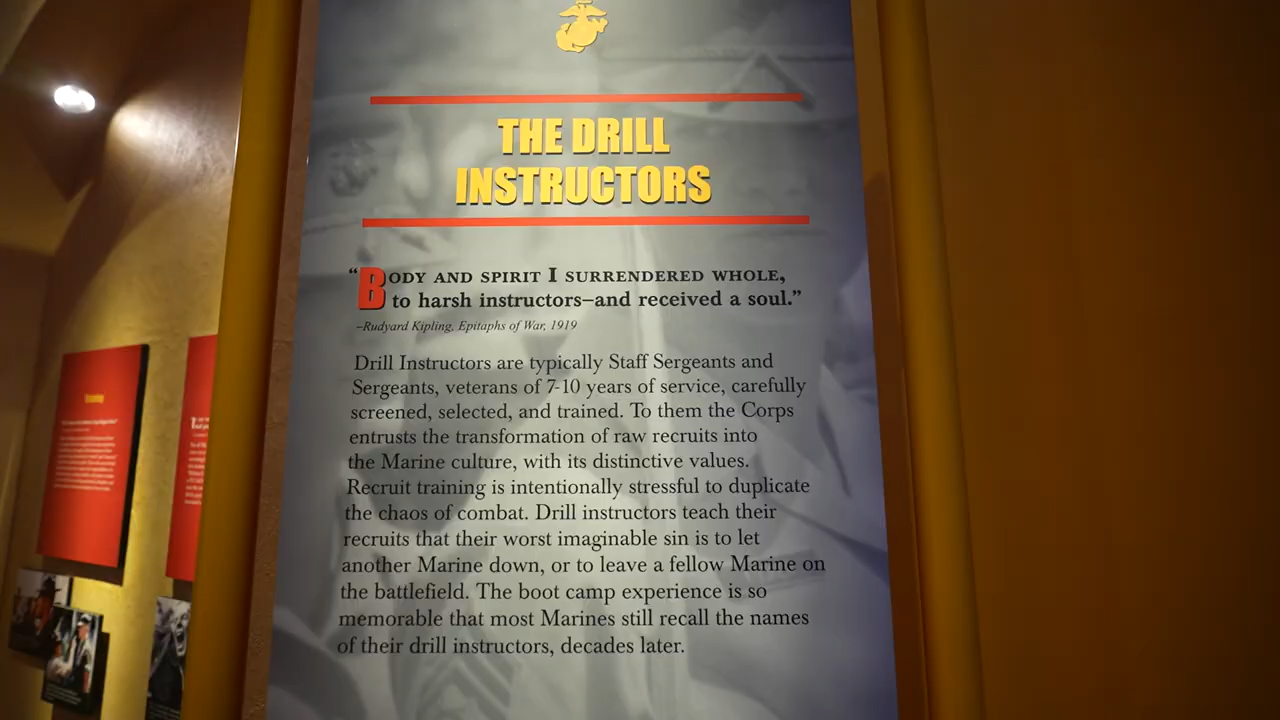 THE DRILL
INSTRUCTORS
“BODY AND SPIRIT I SURRENDERED WHOLE,
to harsh instructors–and received a soul.”
–Rudyard Kipling, Epitaphs of War, 1919
Drill Instructors are typically Staff Sergeants and
Sergeants, veterans of 7-10 years of service, carefully
screened, selected, and trained. To them the Corps
entrusts the transformation of raw recruits into
the Marine culture, with its distinctive values.
Recruit training is intentionally stressful to duplicate
the chaos of combat. Drill instructors teach their
recruits that their worst imaginable sin is to let
another Marine down, or to leave a fellow Marine on
the battlefield. The boot camp experience is so
memorable that most Marines still recall the names
of their drill instructors, decades later.